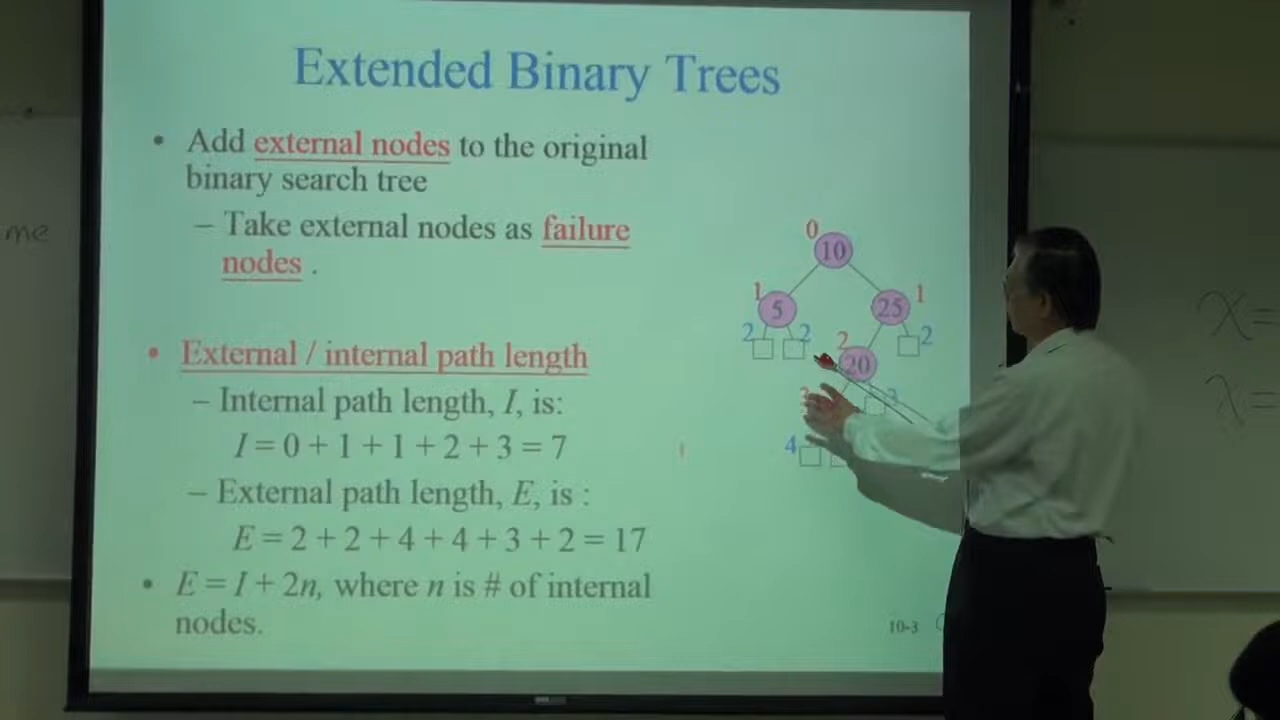 Extended Binary Trees
• Add external nodes to the original
binary search tree
– Take external nodes as failure
nodes .
• External / internal path length
– Internal path length, I, is:
I = 0 + 1 + 1 + 2 + 3 = 7
– External path length, E, is :
E = 2 + 2 + 4 + 4 + 3 + 2 = 17
• E = I + 2n, where n is # of internal
nodes.
0
10
1
5
25
1
2
2
2
20
2
3
4
10-3
me
X=
λ=